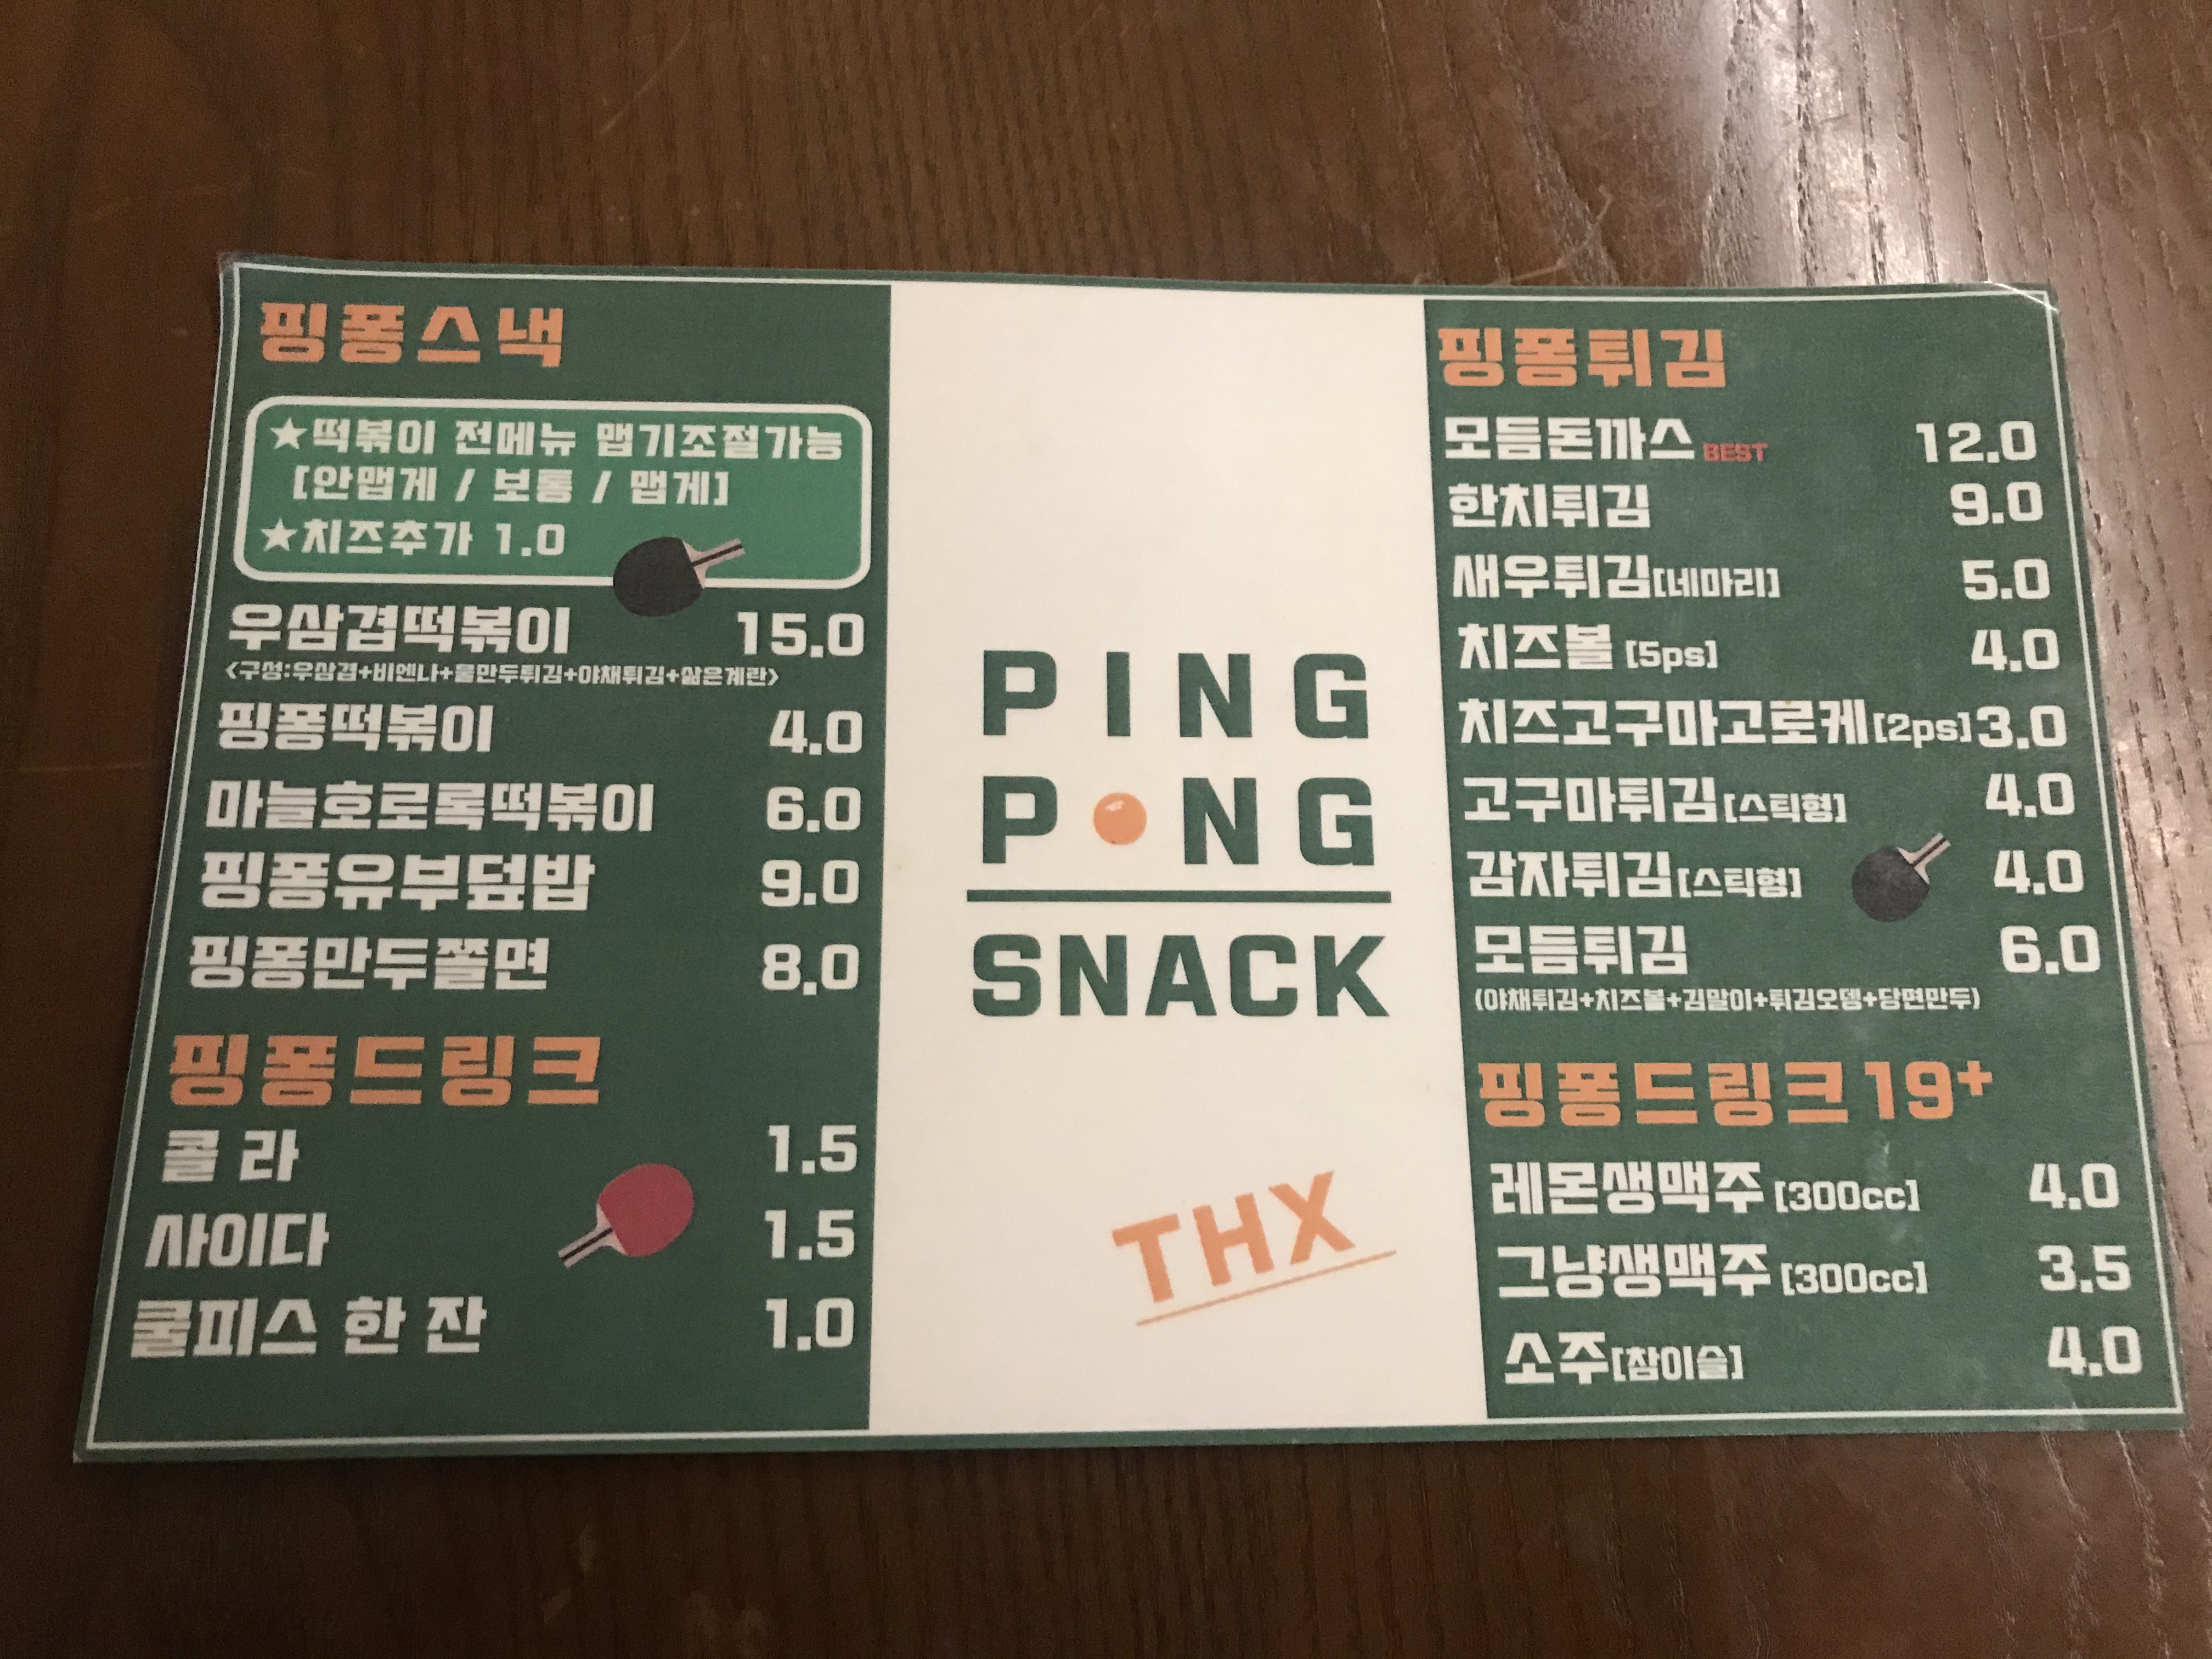 핑퐁스낵
★떡볶이 전메뉴 맵기조절가능
[안맵게 / 보통 / 맵게]
★치즈추가 1.0
우삼겹떡볶이 15.0
<구성:우삼겹+비엔나+물만두튀김+야채튀김+삶은계란>
핑퐁떡볶이 4.0
마늘호로록떡볶이 6.0
핑퐁유부덮밥 9.0
핑퐁만두쫄면 8.0
핑퐁드링크
콜 라 1.5
사이다 1.5
쿨피스 한 잔 1.0
PING
P NG
SNACK
THX
핑퐁튀김
모듬돈까스 BEST 12.0
한치튀김 9.0
새우튀김[네마리] 5.0
치즈볼 [5ps] 4.0
치즈고구마고로케[2ps] 3.0
고구마튀김[스틱형] 4.0
감자튀김[스틱형] 4.0
모듬튀김 6.0
(야채튀김+치즈볼+김말이+튀김오뎅+당면만두)
핑퐁드링크 19+
레몬생맥주 [300cc] 4.0
그냥생맥주 [300cc] 3.5
소주[참이슬] 4.0